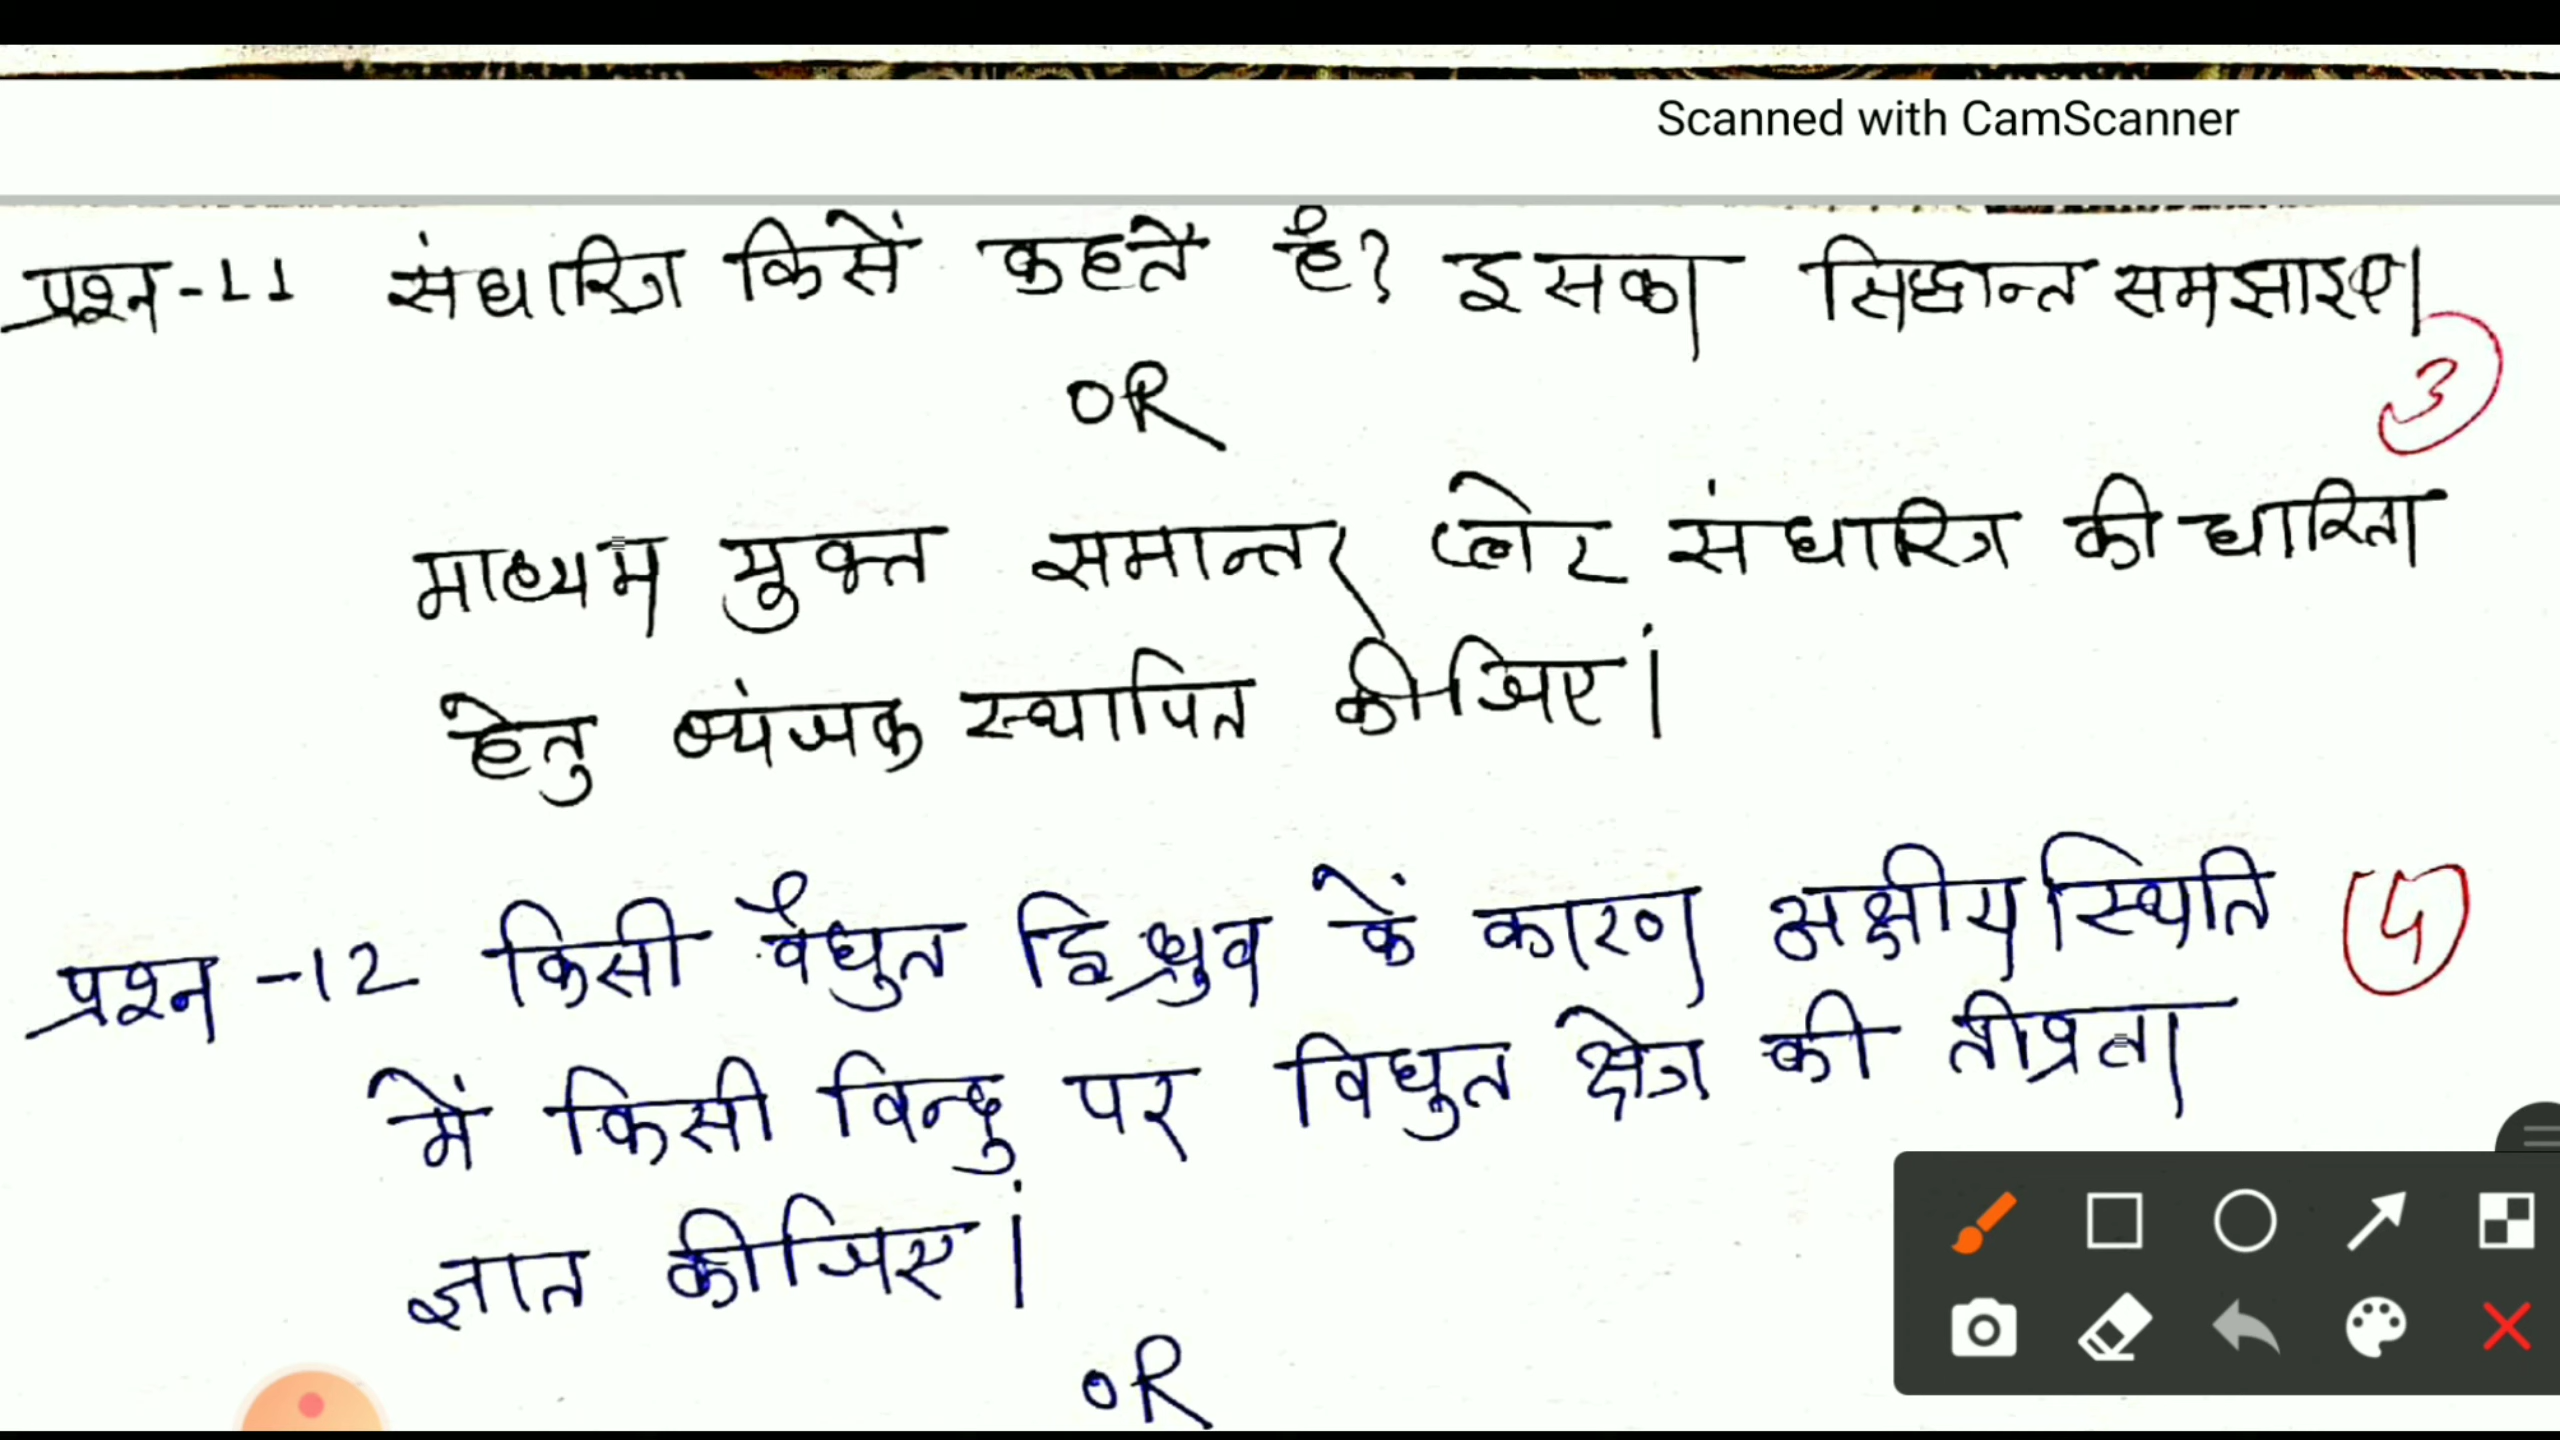 Scanned with CamScanner
प्रश्न-11 संधारित्र किसें कहते है? इसका सिद्धान्त समझाइए।
3
OR
माध्यम युक्त समान्तर प्लेट संधारित्र की धारिता
हेतु व्यंजक स्थापित कीजिए।
प्रश्न-12 किसी वैधुत द्विध्रुव कें कारण अक्षीय स्थिति
4
में किसी विन्दु पर विधुत क्षेत्र की तीव्रता
ज्ञात कीजिए।
OR